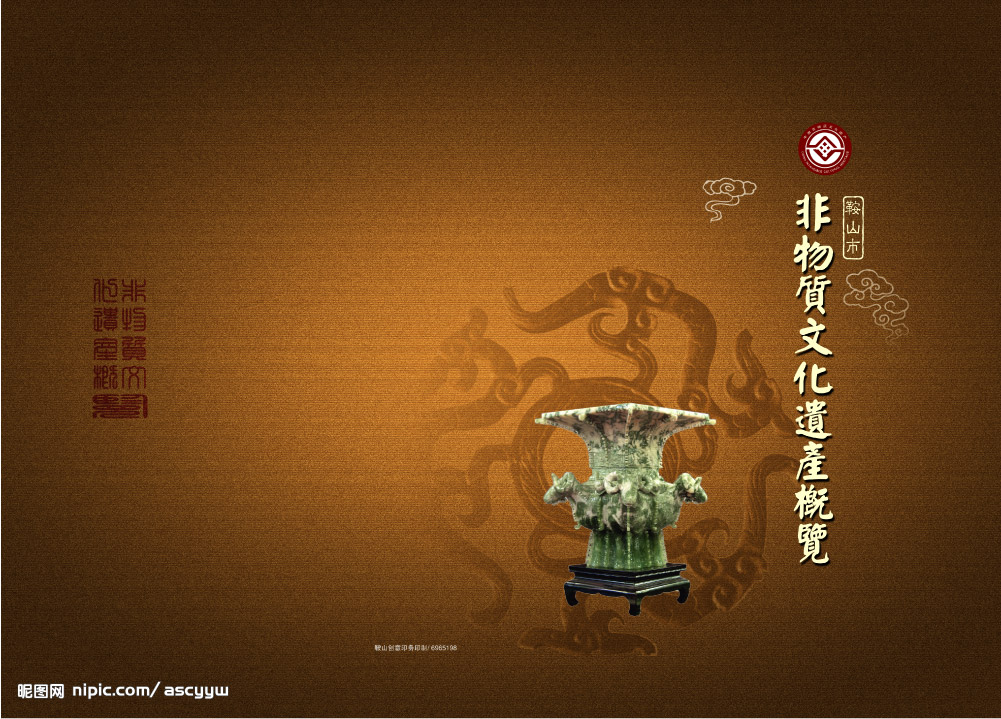 鞍山市
非物質文化遺產概覽
非物質文
化遺產概覽
鞍山创意印务印制/ 6965198
昵图网 nipic.com/ ascyyw